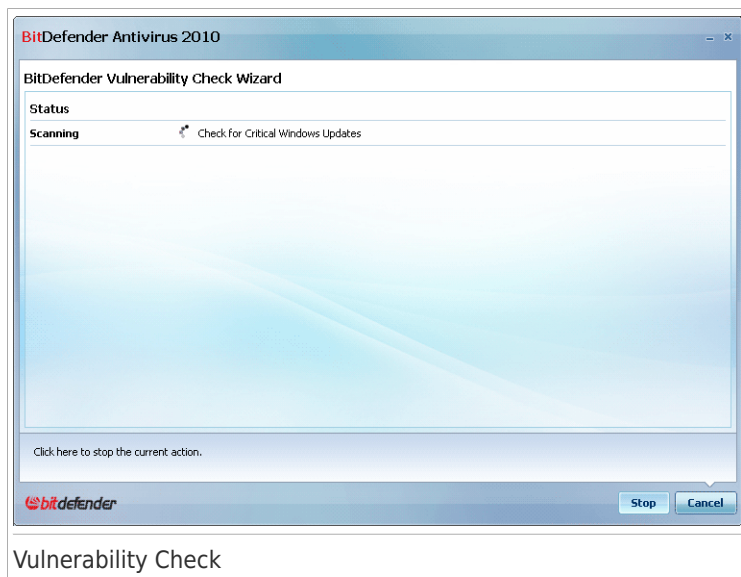 BitDefender Antivirus 2010
BitDefender Vulnerability Check Wizard
Status
Scanning Check for Critical Windows Updates
Click here to stop the current action.
bitdefender
Stop Cancel
Vulnerability Check